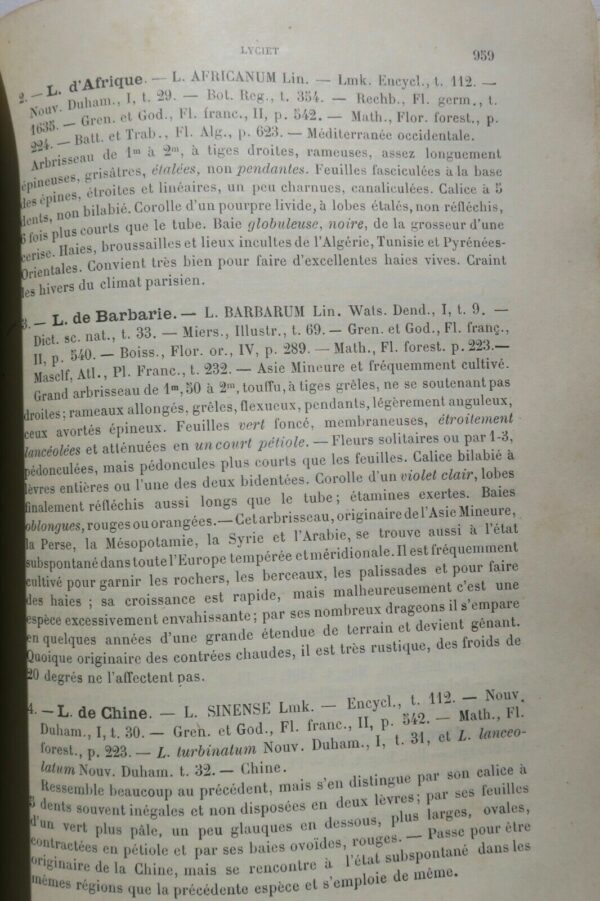 LYCIET
959
2. — L. d'Afrique. — L. AFRICANUM Lin. — Lmk. Encycl., t. 112. —
Nouv. Duham., I, t. 29. — Bot. Reg., t. 354. — Rechb., Fl. germ., t.
1635. — Gren. et God., Fl. franc., II, p. 542. — Math., Flor. forest., p.
224. — Batt. et Trab., Fl. Alg., p. 623. — Méditerranée occidentale.
Arbrisseau de 1m à 2m, à tiges droites, rameuses, assez longuement
épineuses, grisâtres, étalées, non pendantes. Feuilles fasciculées à la base
des épines, étroites et linéaires, un peu charnues, canaliculées. Calice à 5
dents, non bilabié. Corolle d'un pourpre livide, à lobes étalés, non réfléchis,
6 fois plus courts que le tube. Baie globuleuse, noire, de la grosseur d'une
cerise. Haies, broussailles et lieux incultes de l'Algérie, Tunisie et Pyrénées-
Orientales. Convient très bien pour faire d'excellentes haies vives. Craint
les hivers du climat parisien.
3. — L. de Barbarie. — L. BARBARUM Lin. Wats. Dend., I, t. 9. —
Dict. sc. nat., t. 33. — Miers., Illustr., t. 69. — Gren. et God., Fl. franç.,
II, p. 540. — Boiss., Flor. or., IV, p. 289. — Math., Fl. forest. p. 223. —
Masclf, Atl., Pl. Franc., t. 232. — Asie Mineure et fréquemment cultivé.
Grand arbrisseau de 1m,50 à 2m, touffu, à tiges grêles, ne se soutenant pas
droites; rameaux allongés, grêles, flexueux, pendants, légèrement anguleux,
ceux avortés épineux. Feuilles vert foncé, membraneuses, étroitement
lancéolées et atténuées en un court pétiole. — Fleurs solitaires ou par 1-3,
pédonculées, mais pédoncules plus courts que les feuilles. Calice bilabié à
lèvres entières ou l'une des deux bidentées. Corolle d'un violet clair, lobes
finalement réfléchis aussi longs que le tube; étamines exertes. Baies
oblongues, rouges ou orangées. — Cet arbrisseau, originaire de l'Asie Mineure,
la Perse, la Mésopotamie, la Syrie et l'Arabie, se trouve aussi à l'état
subspontané dans toute l'Europe tempérée et méridionale. Il est fréquemment
cultivé pour garnir les rochers, les berceaux, les palissades et pour faire
des haies; sa croissance est rapide, mais malheureusement c'est une
espèce excessivement envahissante; par ses nombreux drageons il s'empare
en quelques années d'une grande étendue de terrain et devient gênant.
Quoique originaire des contrées chaudes, il est très rustique, des froids de
20 degrés ne l'affectent pas.
4. — L. de Chine. — L. SINENSE Lmk. — Encycl., t. 112. — Nouv.
Duham., I, t. 30. — Gren. et God., Fl. franc., II, p. 542. — Math., Fl.
forest., p. 223. — L. turbinatum Nouv. Duham., I, t. 31, et L. lanceo-
latum Nouv. Duham. t. 32. — Chine.
Ressemble beaucoup au précédent, mais s'en distingue par son calice à
5 dents souvent inégales et non disposées en deux lèvres; par ses feuilles
d'un vert plus pâle, un peu glauques en dessous, plus larges, ovales,
contractées en pétiole et par ses baies ovoïdes, rouges. — Passe pour être
originaire de la Chine, mais se rencontre à l'état subspontané dans les
mêmes régions que la précédente espèce et s'emploie de même.